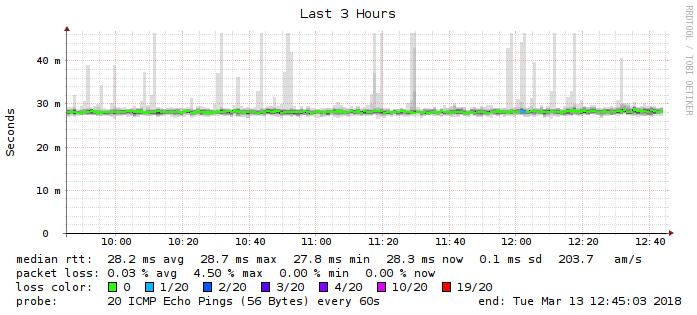 Last 3 Hours
RRDTOOL / TOBI OETIKER
Seconds
40 m
30 m
20 m
10 m
0
10:00 10:20 10:40 11:00 11:20 11:40 12:00 12:20 12:40
median rtt: 28.2 ms avg 28.7 ms max 27.8 ms min 28.3 ms now 0.1 ms sd 203.7 am/s
packet loss: 0.03 % avg 4.50 % max 0.00 % min 0.00 % now
loss color: 0 1/20 2/20 3/20 4/20 10/20 19/20
probe: 20 ICMP Echo Pings (56 Bytes) every 60s end: Tue Mar 13 12:45:03 2018